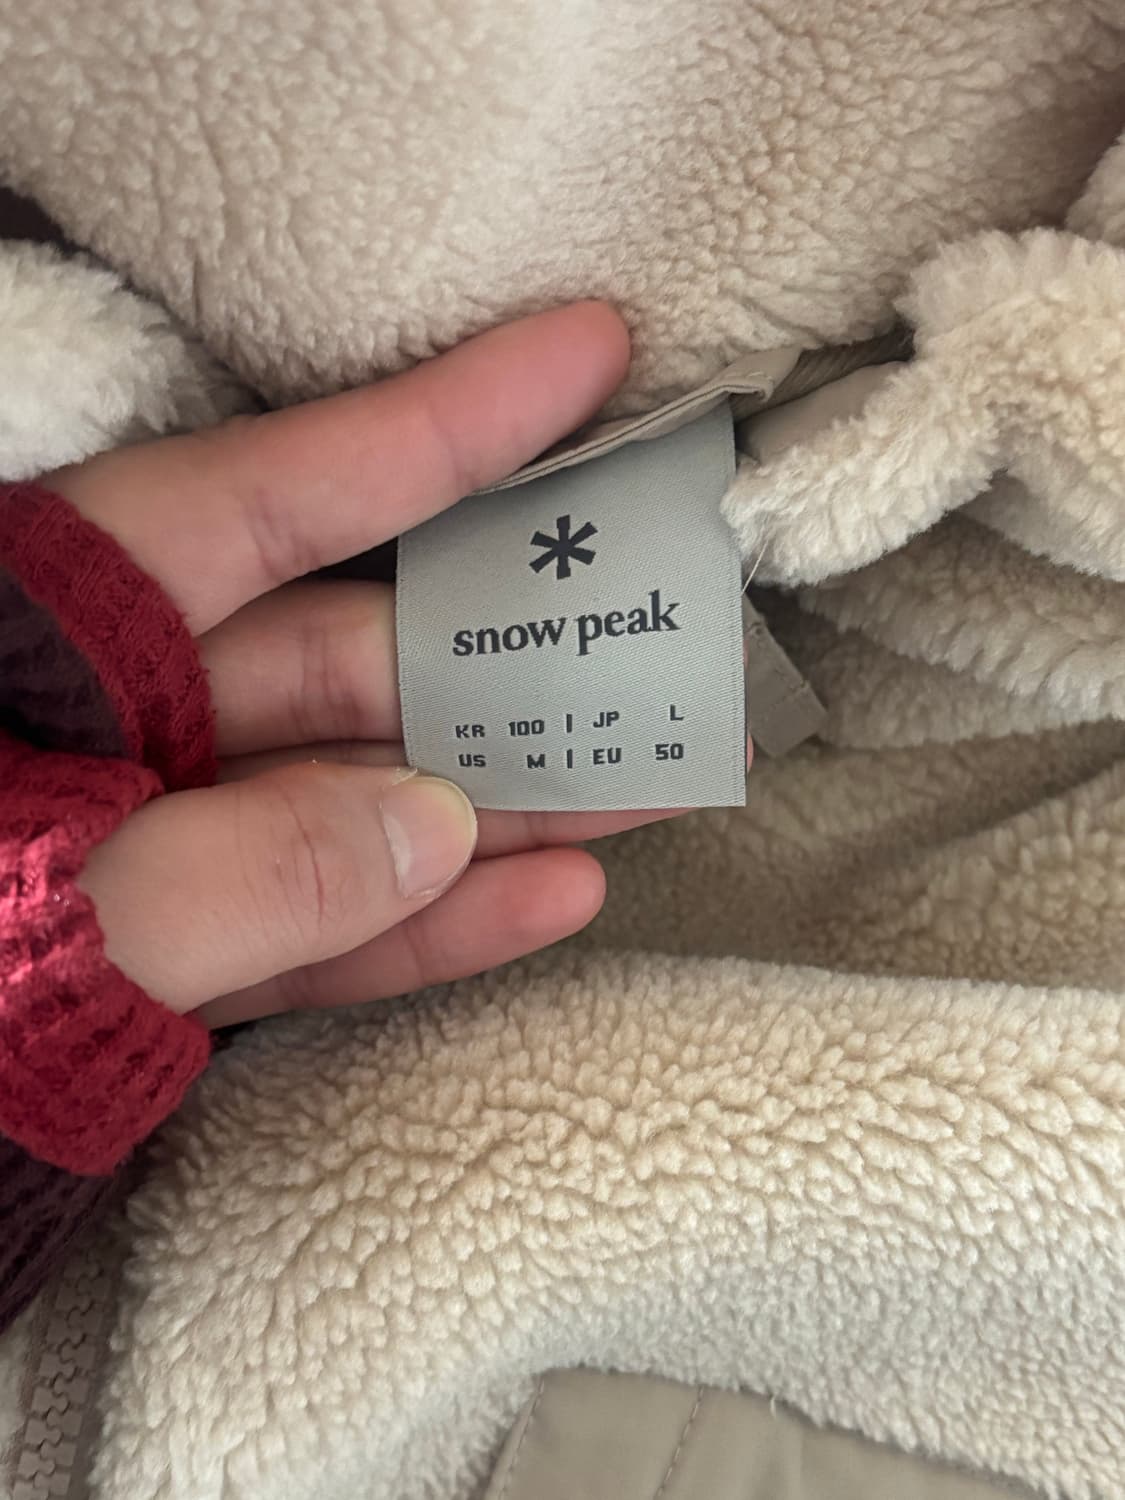 snow peak
KR 100 | JP L
US M | EU 50